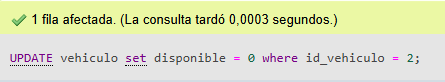 1 fila afectada. (La consulta tardó 0,0003 segundos.)
UPDATE vehiculo set disponible = 0 where id_vehiculo = 2;